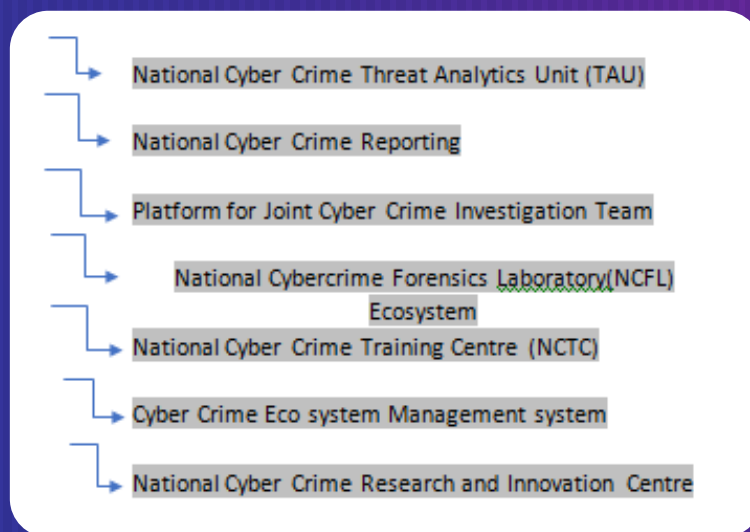 National Cyber Crime Threat Analytics Unit (TAU)
National Cyber Crime Reporting
Platform for Joint Cyber Crime Investigation Team
National Cybercrime Forensics Laboratory(NCFL)
Ecosystem
National Cyber Crime Training Centre (NCTC)
Cyber Crime Eco system Management system
National Cyber Crime Research and Innovation Centre